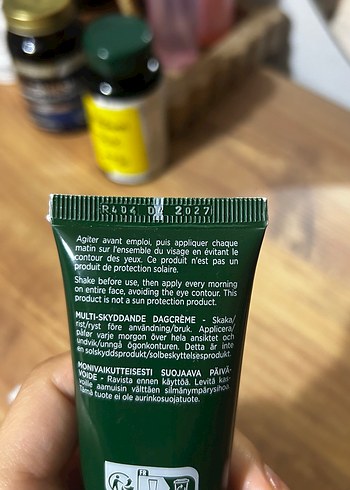 R404 04 2027
Agiter avant emploi, puis appliquer chaque
matin sur l'ensemble du visage en évitant le
contour des yeux. Ce produit n'est pas un
produit de protection solaire.
Shake before use, then apply every morning
on entire face, avoiding the eye contour. This
product is not a sun protection product.
MULTI-SKYDDANDE DAGCRÈME - Skaka/
rist/ryst före användning/bruk. Applicera/
påfør varje morgon över hela ansiktet och
undvik/unngå ögonkonturen. Detta är inte
en solskyddsprodukt/solbeskyttelsesprodukt.
MONIVAIKUTTEISESTI SUOJAAVA PÄIVÄ-
VOIDE - Ravista ennen käyttöä. Levitä kas-
voille aamuisin välttäen silmänympärysihoa.
Tämä tuote ei ole aurinkosuojatuote.
FR